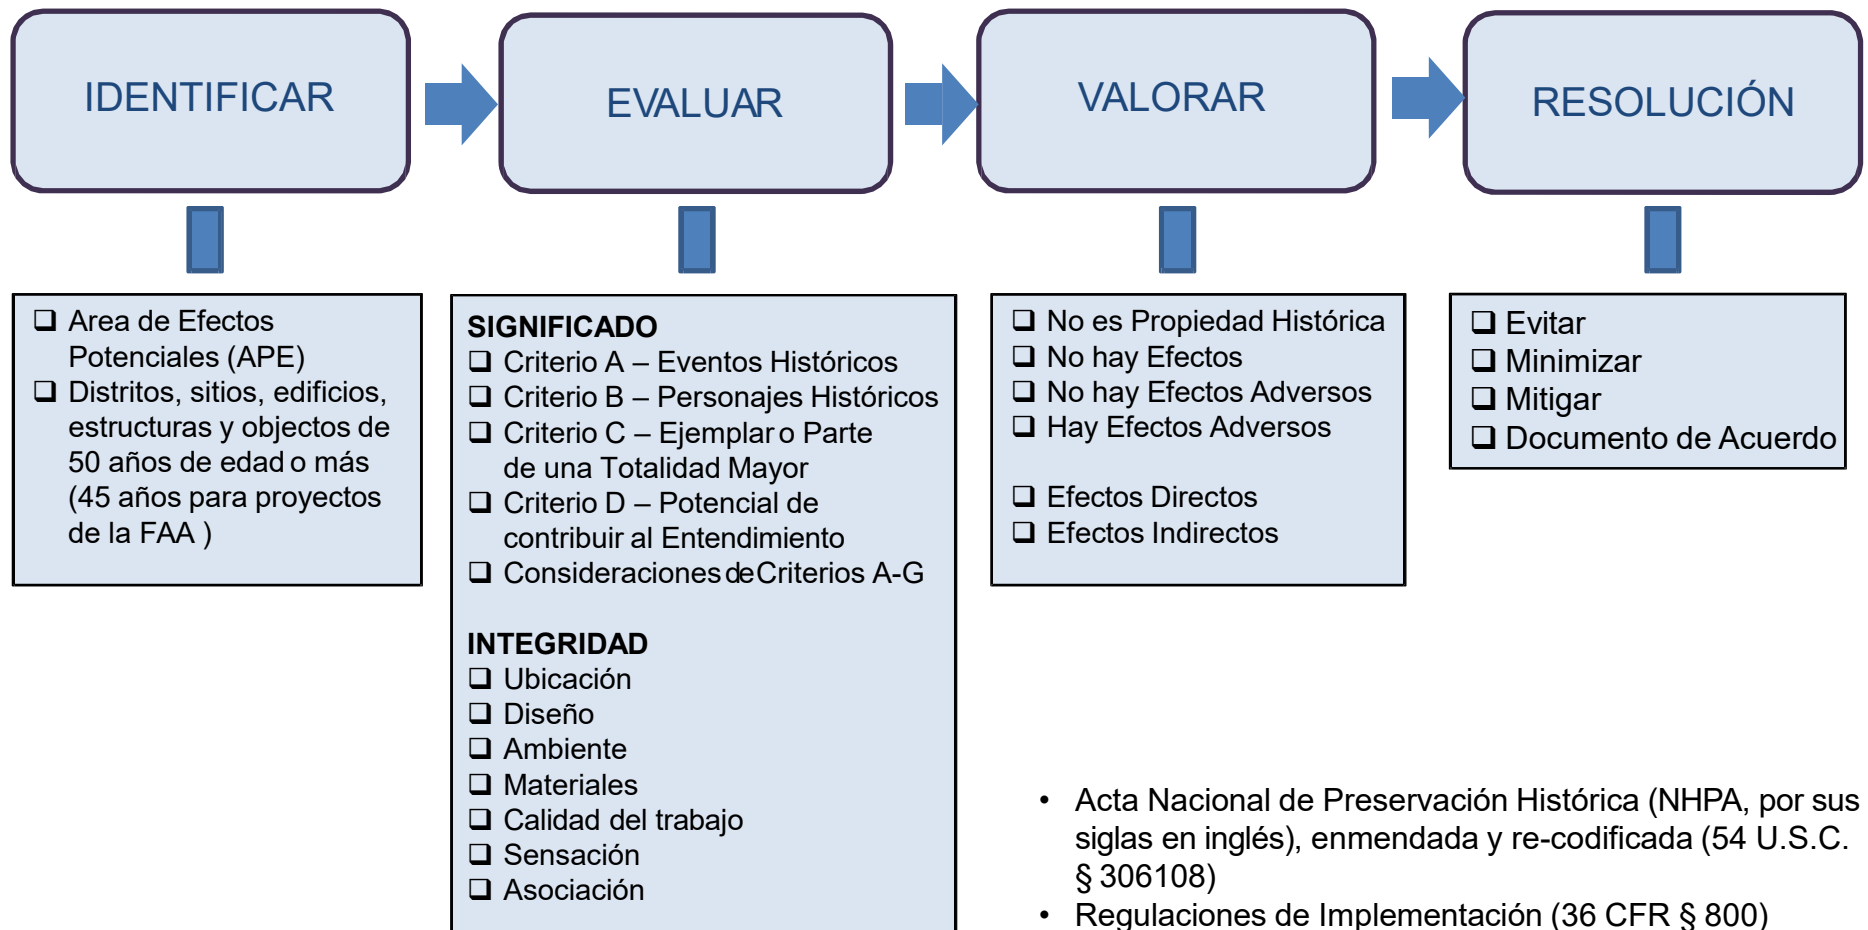 IDENTIFICAR
EVALUAR
VALORAR
RESOLUCIÓN
❑ Area de Efectos
Potenciales (APE)
❑ Distritos, sitios, edificios,
estructuras y objectos de
50 años de edad o más
(45 años para proyectos
de la FAA )
SIGNIFICADO
❑ Criterio A – Eventos Históricos
❑ Criterio B – Personajes Históricos
❑ Criterio C – Ejemplar o Parte
de una Totalidad Mayor
❑ Criterio D – Potencial de
contribuir al Entendimiento
❑ Consideraciones de Criterios A-G
INTEGRIDAD
❑ Ubicación
❑ Diseño
❑ Ambiente
❑ Materiales
❑ Calidad del trabajo
❑ Sensación
❑ Asociación
❑ No es Propiedad Histórica
❑ No hay Efectos
❑ No hay Efectos Adversos
❑ Hay Efectos Adversos
❑ Efectos Directos
❑ Efectos Indirectos
❑ Evitar
❑ Minimizar
❑ Mitigar
❑ Documento de Acuerdo
• Acta Nacional de Preservación Histórica (NHPA, por sus
siglas en inglés), enmendada y re-codificada (54 U.S.C.
§ 306108)
• Regulaciones de Implementación (36 CFR § 800)